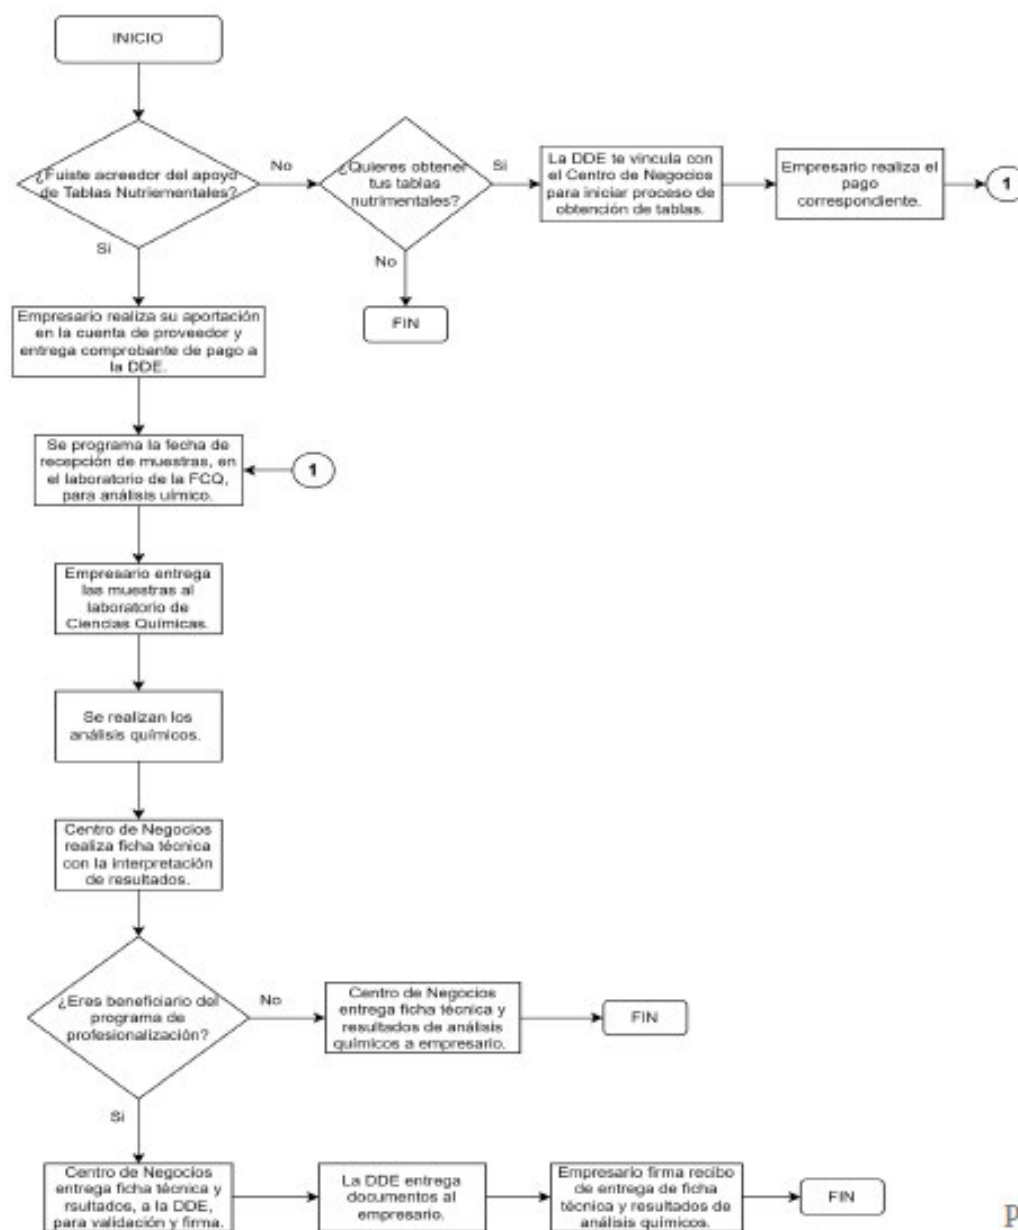 INICIO
¿Fuiste acreedor del apoyo
de Tablas Nutriementales?
No
¿Quieres obtener
tus tablas
nutrimentales?
Si
La DDE te vincula con
el Centro de Negocios
para iniciar proceso de
obtención de tablas.
Empresario realiza el
pago
correspondiente.
1
No
FIN
Si
Empresario realiza su aportación
en la cuenta de proveedor y
entrega comprobante de pago a
la DDE.
Se programa la fecha de
recepción de muestras, en
el laboratorio de la FCQ,
para análisis uímico.
1
Empresario entrega
las muestras al
laboratorio de
Ciencias Químicas.
Se realizan los
análisis químicos.
Centro de Negocios
realiza ficha técnica
con la interpretación
de resultados.
¿Eres beneficiario del
programa de
profesionalización?
No
Centro de Negocios
entrega ficha técnica y
resultados de análisis
químicos a empresario.
FIN
Si
Centro de Negocios
entrega ficha técnica y
rsultados, a la DDE,
para validación y firma.
La DDE entrega
documentos al
empresario.
Empresario firma recibo
de entrega de ficha
técnica y resultados de
análisis químicos.
FIN
P